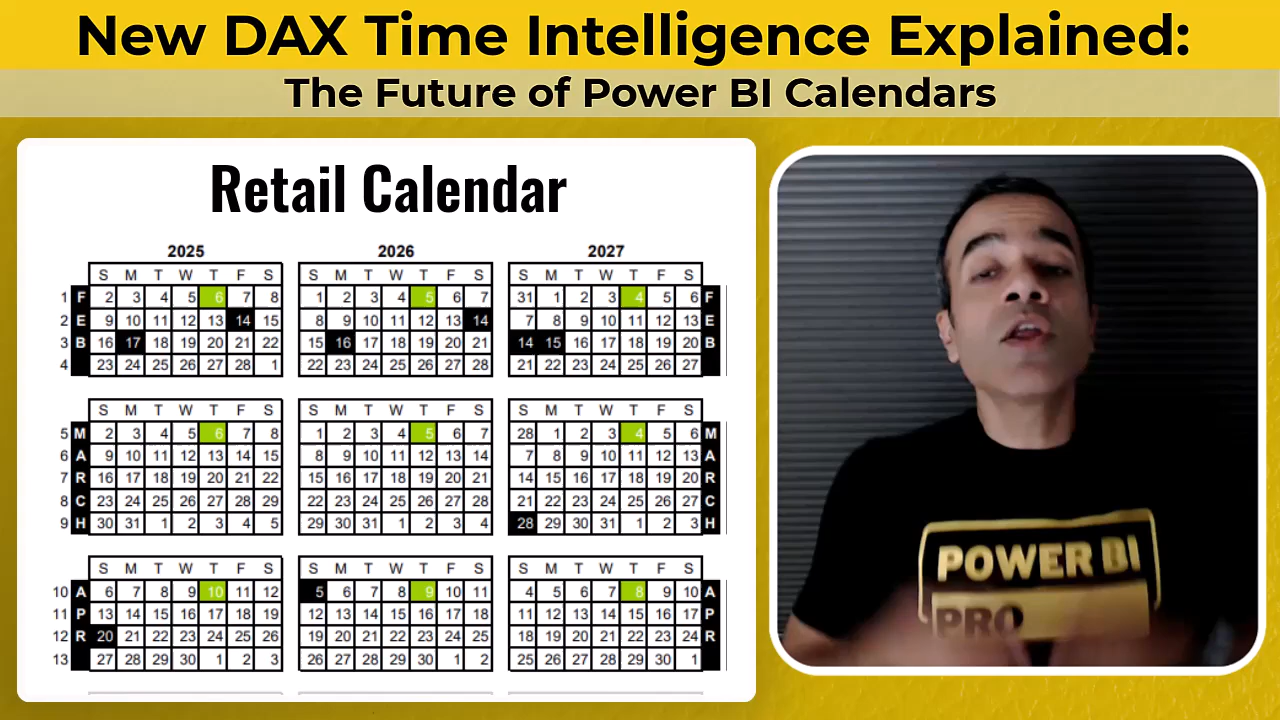 New DAX Time Intelligence Explained:
The Future of Power BI Calendars
Retail Calendar
2025 2026 2027
S M T W T F S S M T W T F S S M T W T F S
1 F 2 3 4 5 6 7 8 1 2 3 4 5 6 7 31 1 2 3 4 5 6 F
2 E 9 10 11 12 13 14 15 8 9 10 11 12 13 14 7 8 9 10 11 12 13 E
3 B 16 17 18 19 20 21 22 15 16 17 18 19 20 21 14 15 16 17 18 19 20 B
4 23 24 25 26 27 28 1 22 23 24 25 26 27 28 21 22 23 24 25 26 27
S M T W T F S S M T W T F S S M T W T F S
5 M 2 3 4 5 6 7 8 1 2 3 4 5 6 7 28 1 2 3 4 5 6 M
6 A 9 10 11 12 13 14 15 8 9 10 11 12 13 14 7 8 9 10 11 12 13 A
7 R 16 17 18 19 20 21 22 15 16 17 18 19 20 21 14 15 16 17 18 19 20 R
8 C 23 24 25 26 27 28 29 22 23 24 25 26 27 28 21 22 23 24 25 26 27 C
9 H 30 31 1 2 3 4 5 29 30 31 1 2 3 4 28 29 30 31 1 2 3 H
S M T W T F S S M T W T F S S M T W T F S
10 A 6 7 8 9 10 11 12 5 6 7 8 9 10 11 4 5 6 7 8 9 10 A
11 P 13 14 15 16 17 18 19 12 13 14 15 16 17 18 11 12 13 14 15 16 17 P
12 R 20 21 22 23 24 25 26 19 20 21 22 23 24 25 18 19 20 21 22 23 24 R
13 27 28 29 30 1 2 3 26 27 28 29 30 1 2 25 26 27 28 29 30 1
POWER BI
PRO